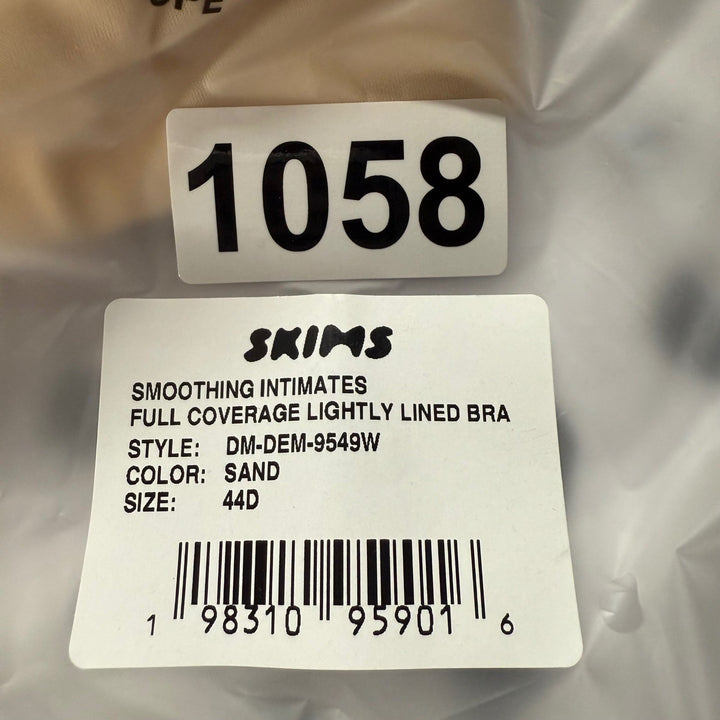 1058
SKIMS
SMOOTHING INTIMATES
FULL COVERAGE LIGHTLY LINED BRA
STYLE: DM-DEM-9549W
COLOR: SAND
SIZE: 44D
1 98310 95901 6